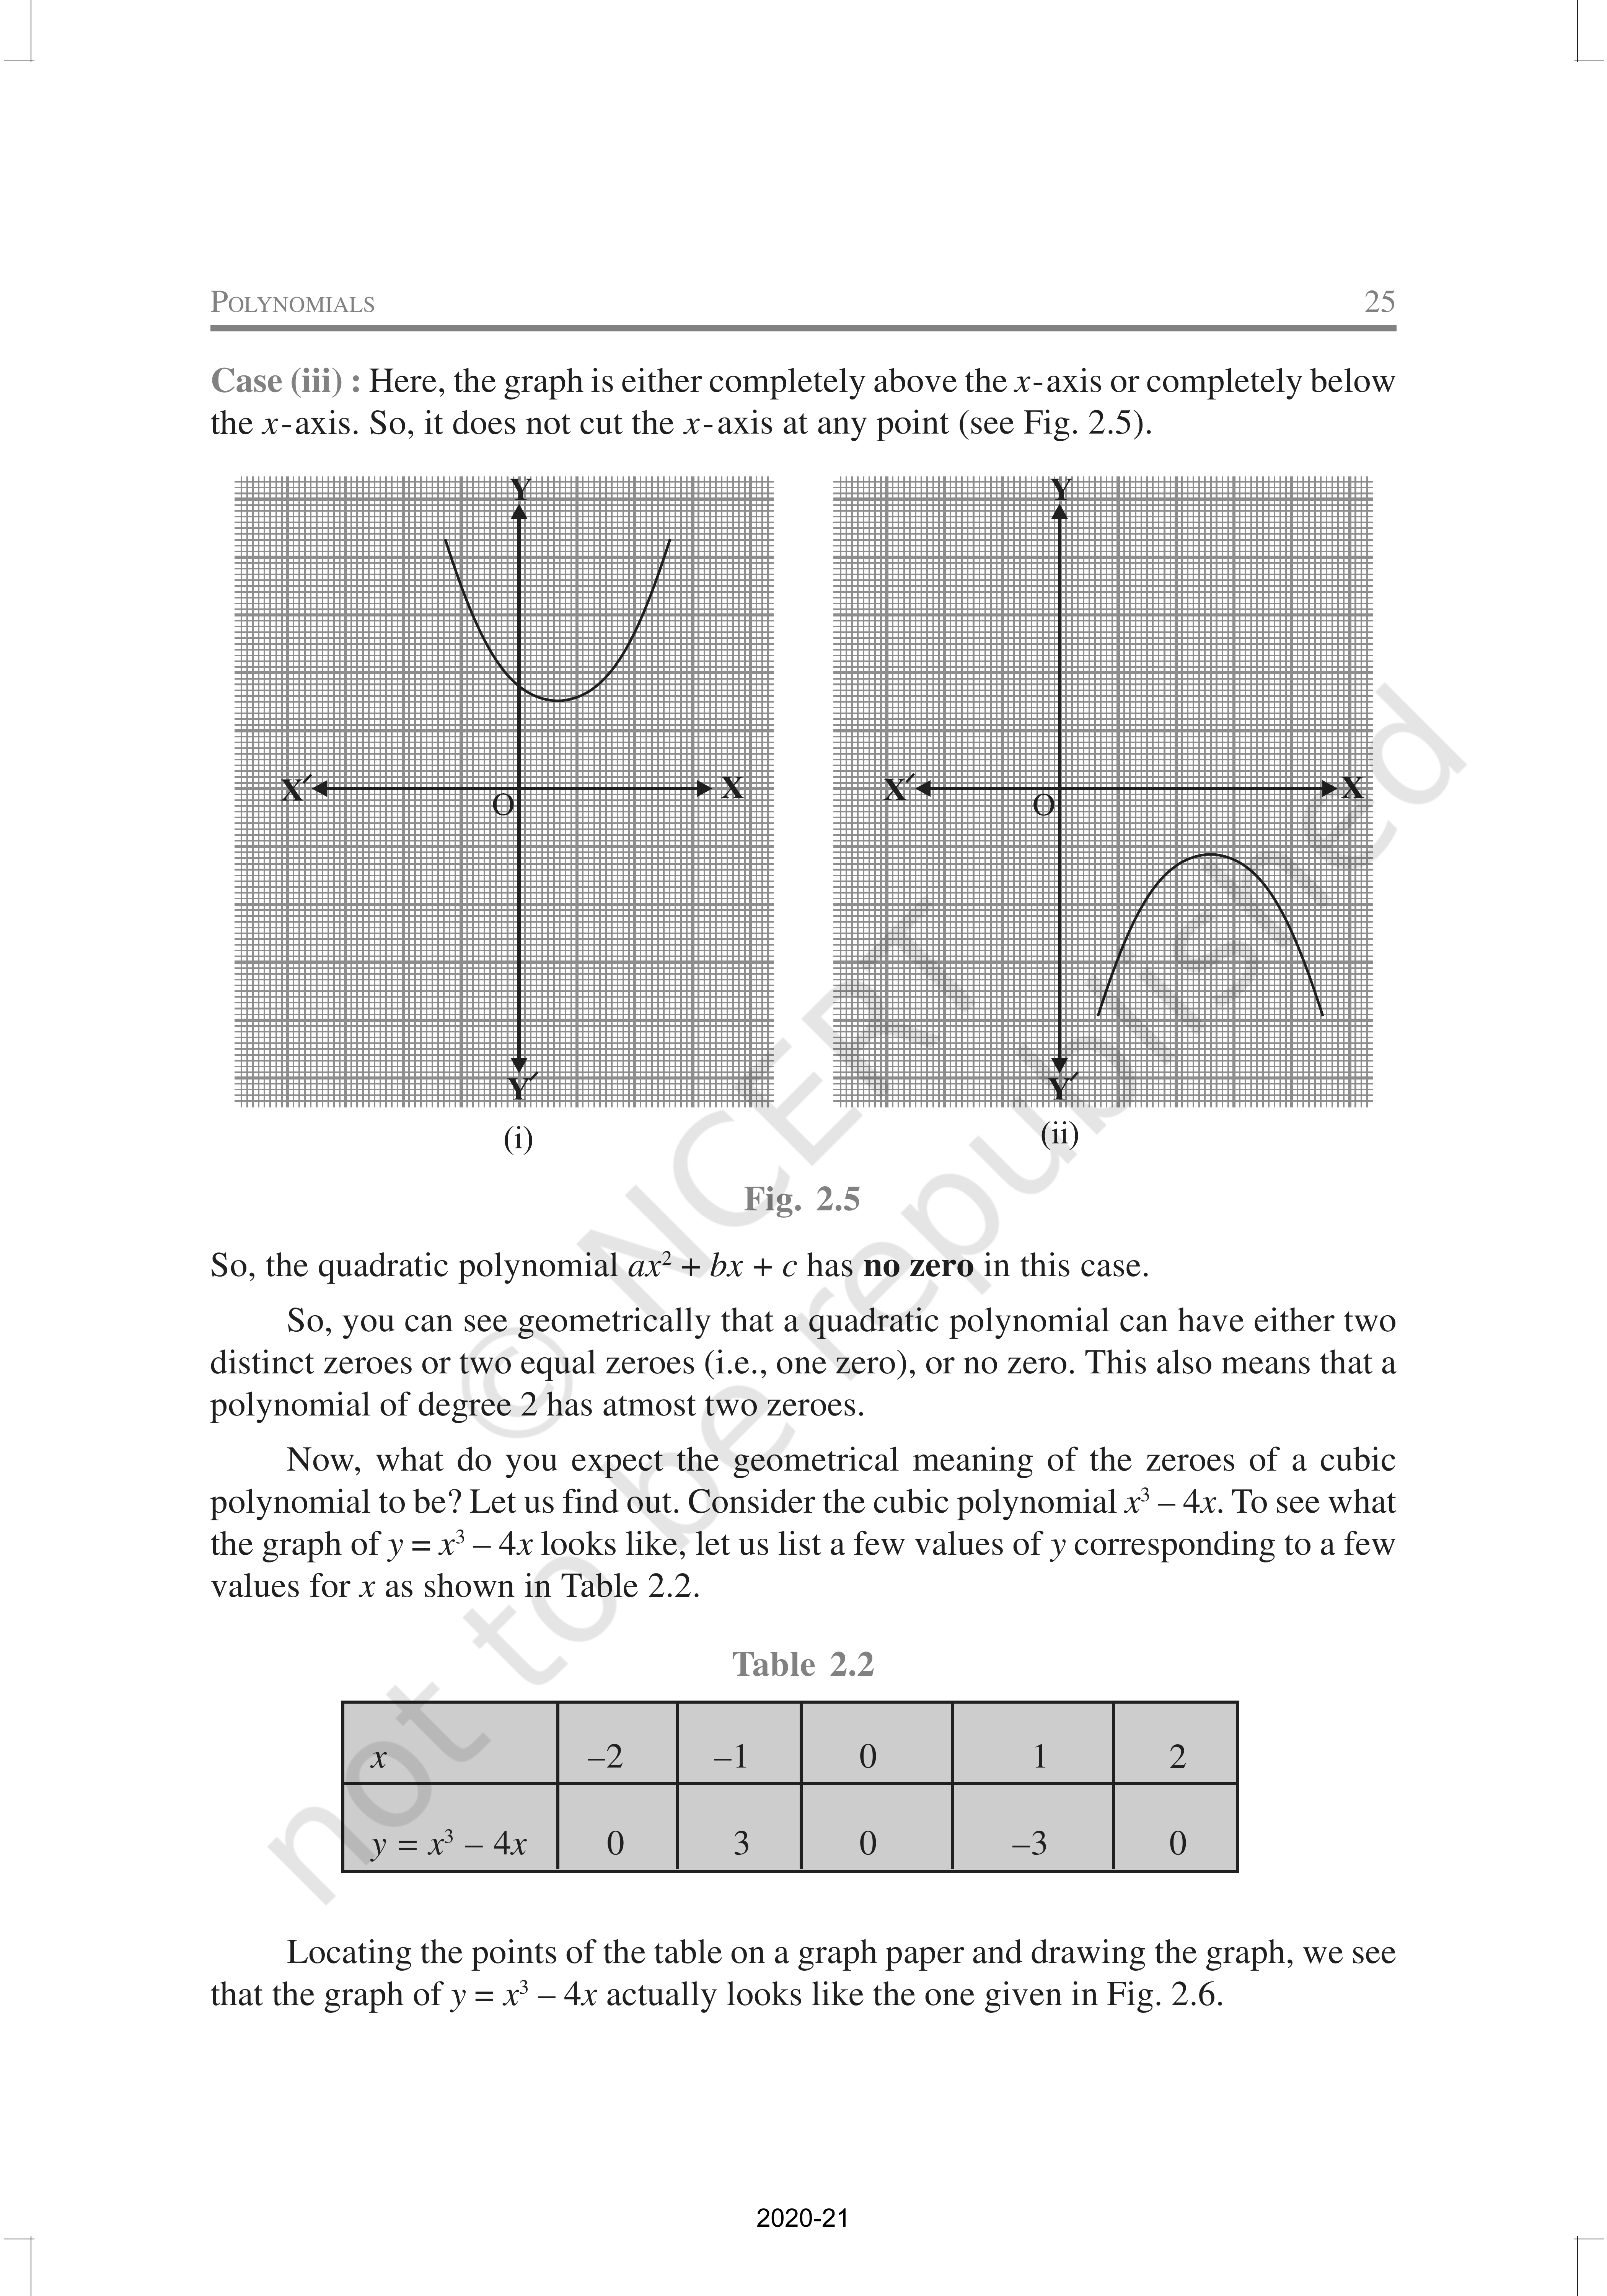 POLYNOMIALS 25
Case (iii) : Here, the graph is either completely above the x-axis or completely below
the x-axis. So, it does not cut the x-axis at any point (see Fig. 2.5).
Y Y
X′ O X X′ O X
Y′ Y′
(i) (ii)
Fig. 2.5
So, the quadratic polynomial ax² + bx + c has no zero in this case.
So, you can see geometrically that a quadratic polynomial can have either two
distinct zeroes or two equal zeroes (i.e., one zero), or no zero. This also means that a
polynomial of degree 2 has atmost two zeroes.
Now, what do you expect the geometrical meaning of the zeroes of a cubic
polynomial to be? Let us find out. Consider the cubic polynomial x³ – 4x. To see what
the graph of y = x³ – 4x looks like, let us list a few values of y corresponding to a few
values for x as shown in Table 2.2.
Table 2.2
x –2 –1 0 1 2
y = x³ – 4x 0 3 0 –3 0
Locating the points of the table on a graph paper and drawing the graph, we see
that the graph of y = x³ – 4x actually looks like the one given in Fig. 2.6.
© NCERT
not to be republished
2020-21